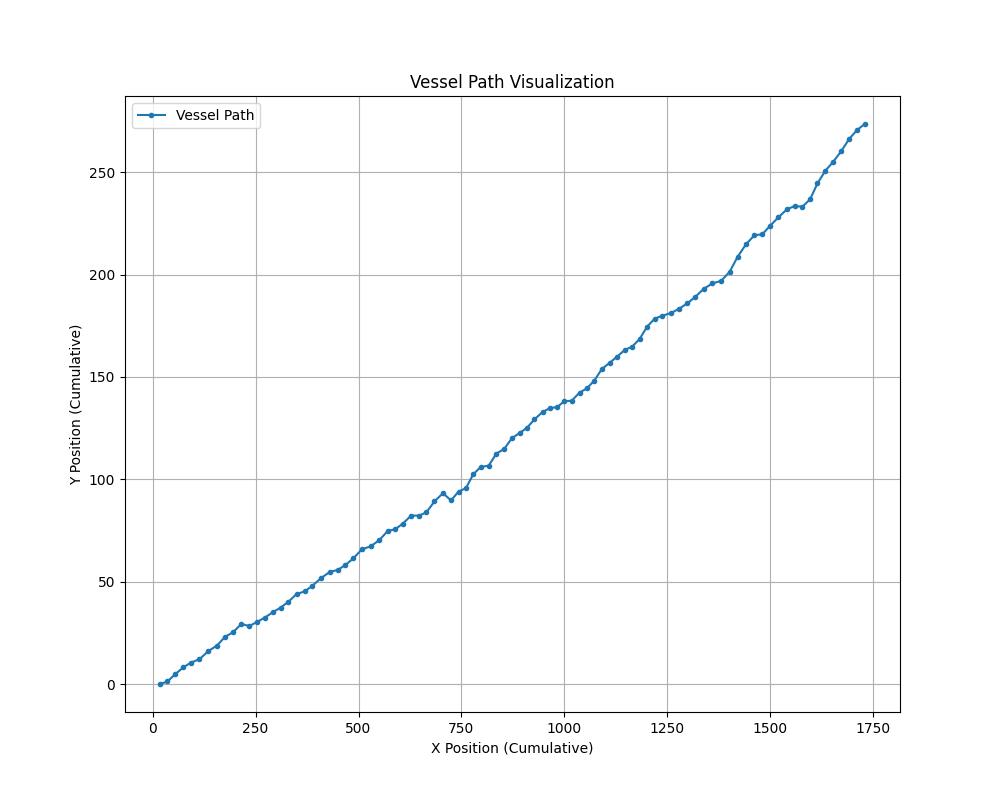 Vessel Path Visualization
Vessel Path
Y Position (Cumulative)
250
200
150
100
50
0
0 250 500 750 1000 1250 1500 1750
X Position (Cumulative)